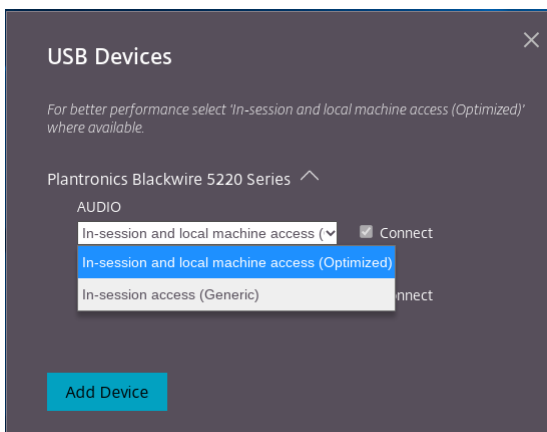 USB Devices
For better performance select 'In-session and local machine access (Optimized)'
where available.
Plantronics Blackwire 5220 Series
AUDIO
In-session and local machine access (
Connect
In-session and local machine access (Optimized)
In-session access (Generic)
Add Device